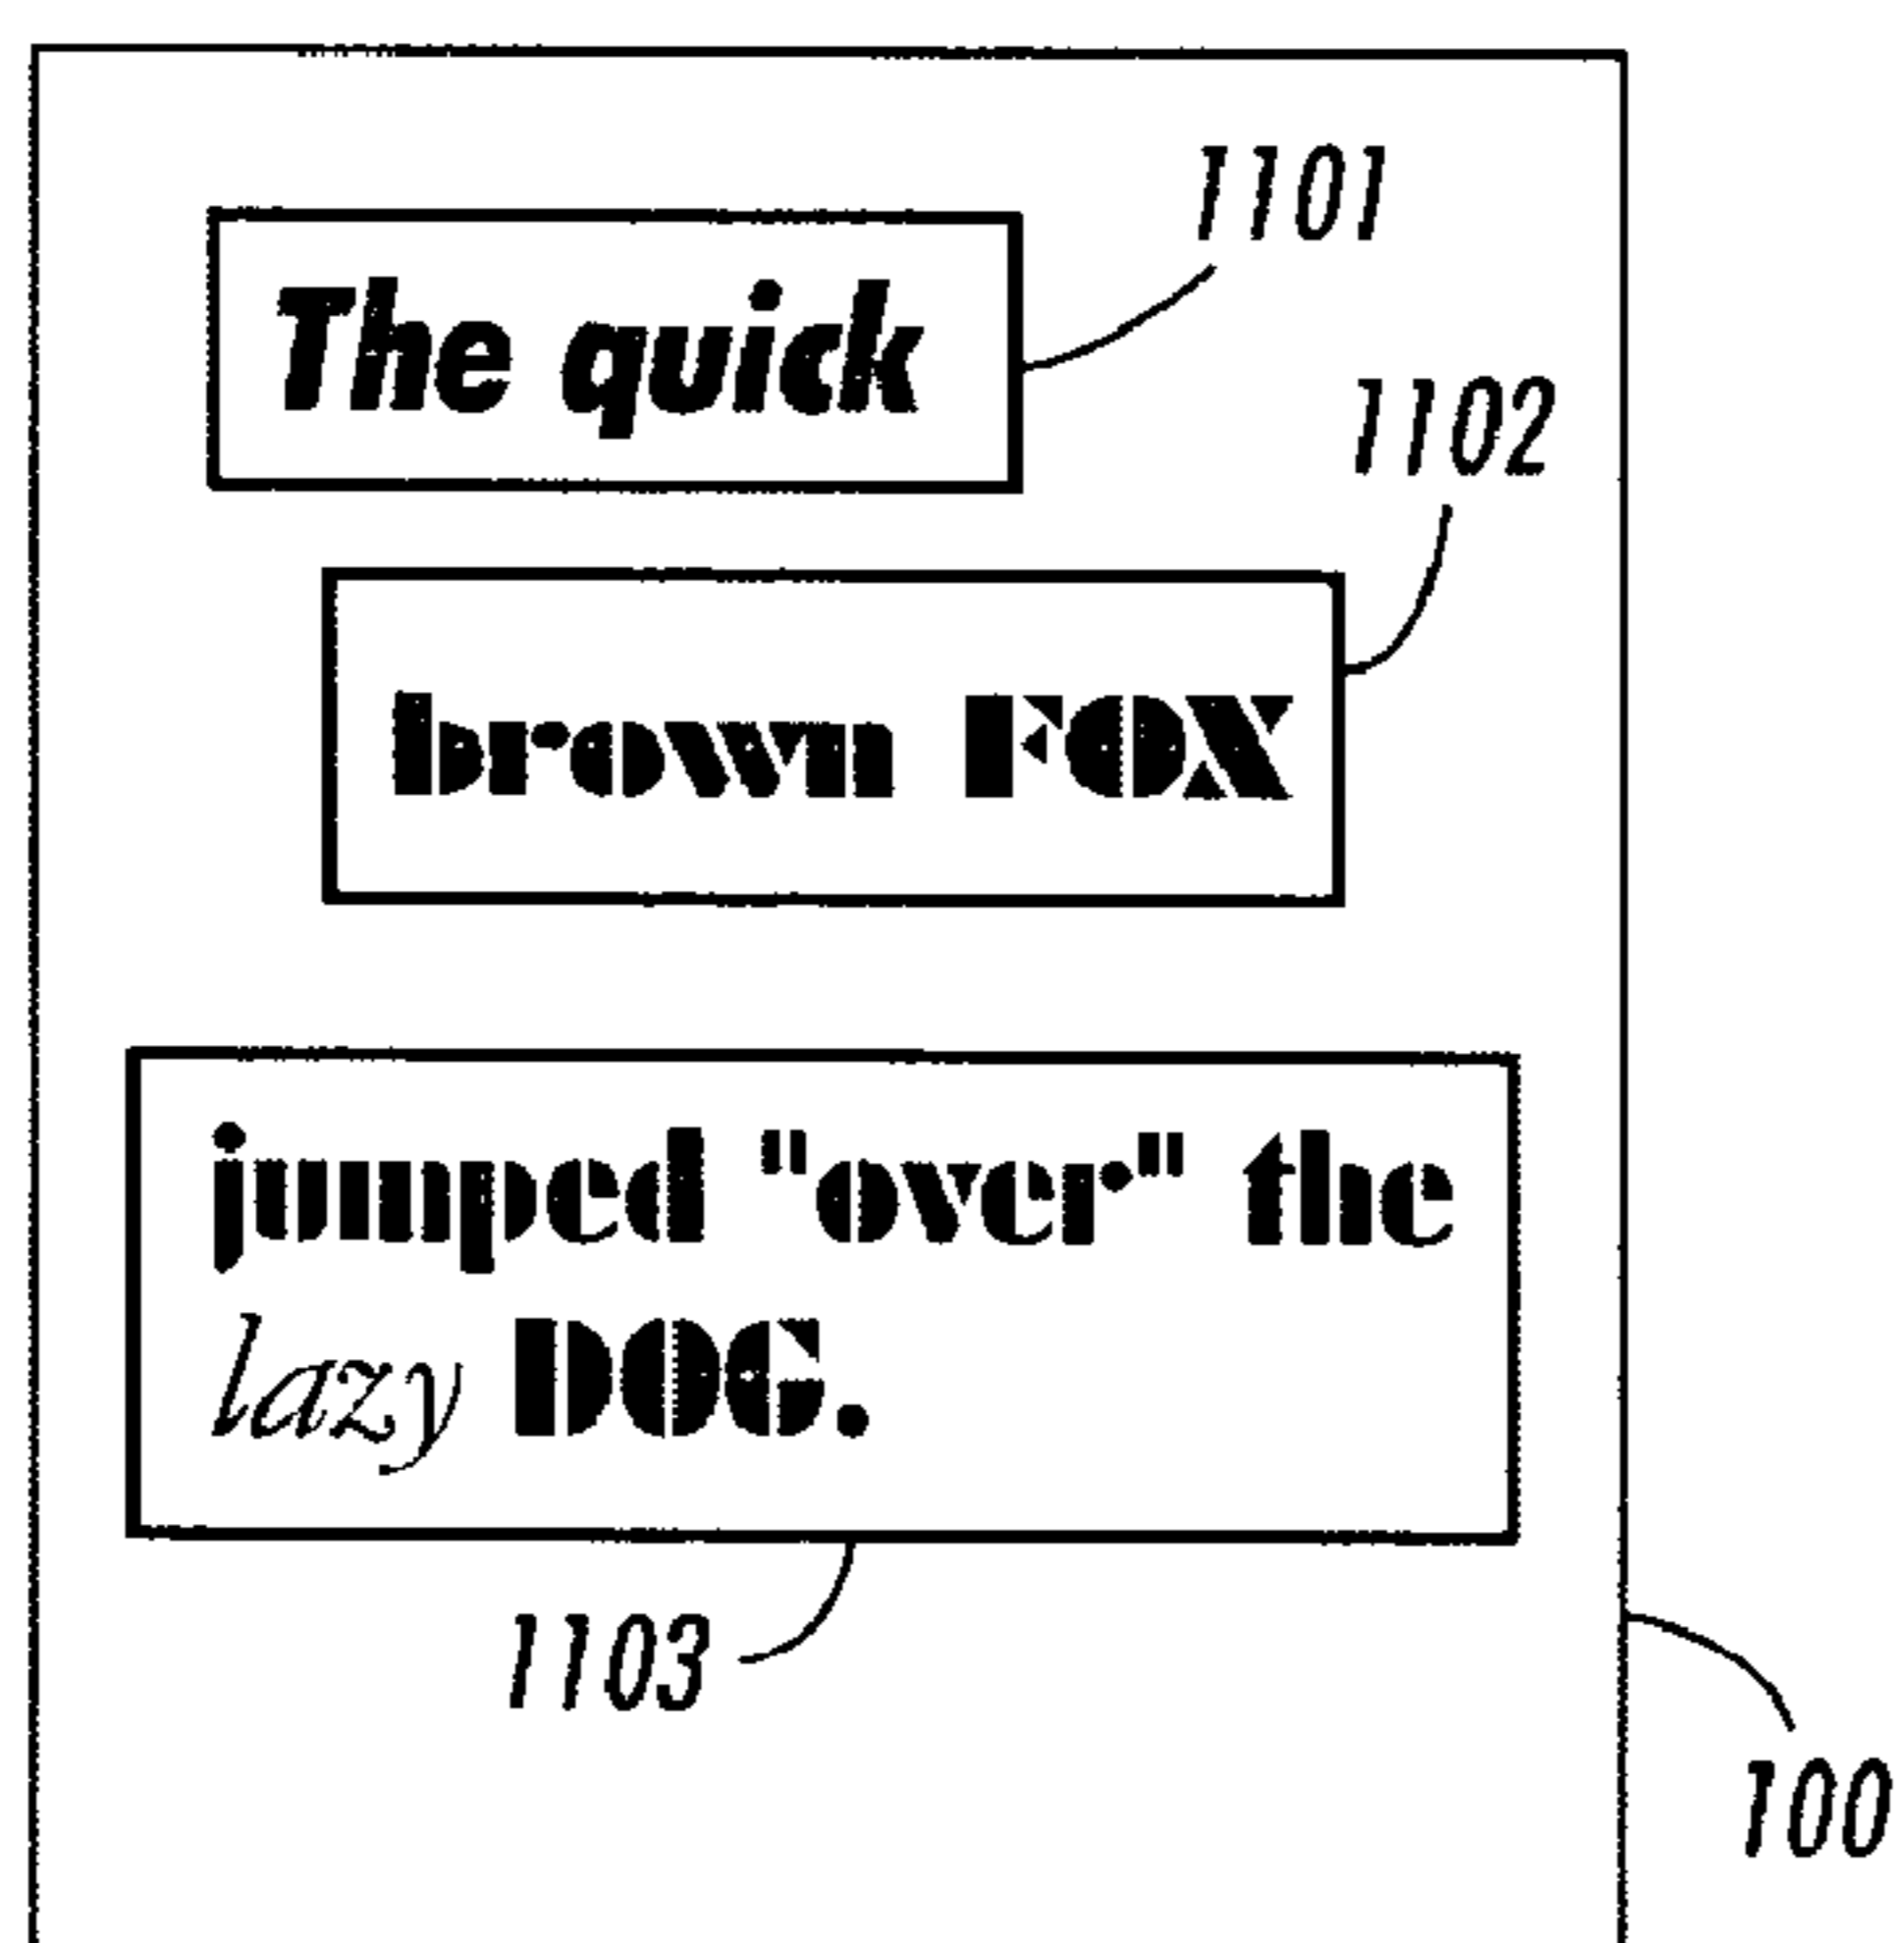 1101
The quick
1102
brown FOX
jumped "over" the
lazy DOG.
1103
100